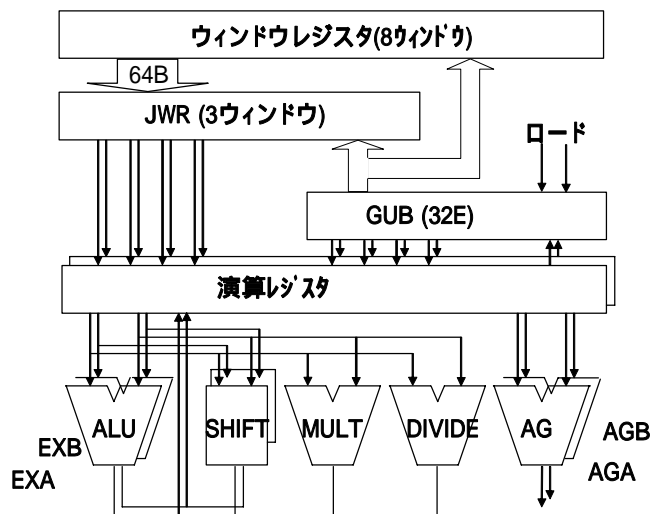 ウィンドウレジスタ(8ウィンドウ)
64B
JWR (3ウィンドウ)
ロード
GUB (32E)
演算レジスタ
ALU
SHIFT
MULT
DIVIDE
AG
EXB
AGB
EXA
AGA